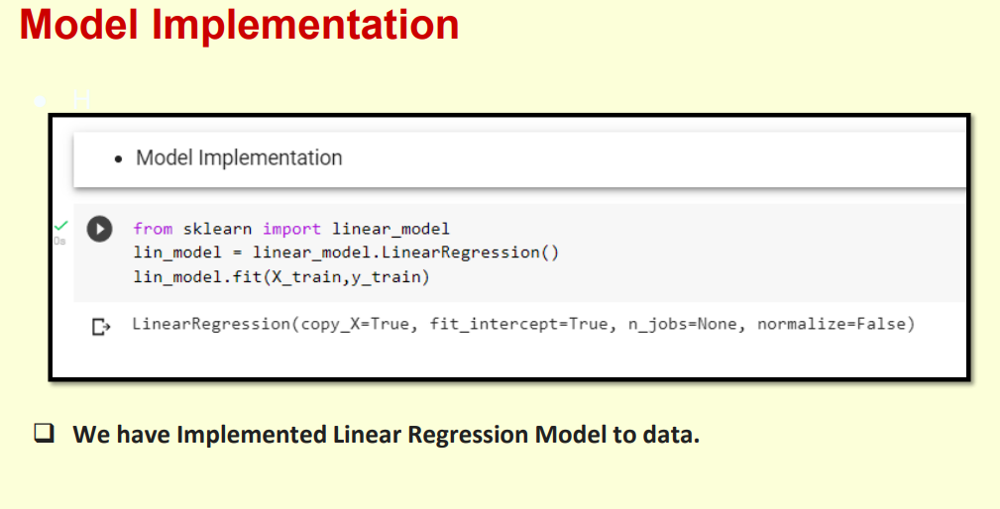 Model Implementation
• Model Implementation
0s
from sklearn import linear_model
lin_model = linear_model.LinearRegression()
lin_model.fit(X_train,y_train)
LinearRegression(copy_X=True, fit_intercept=True, n_jobs=None, normalize=False)
❑ We have Implemented Linear Regression Model to data.